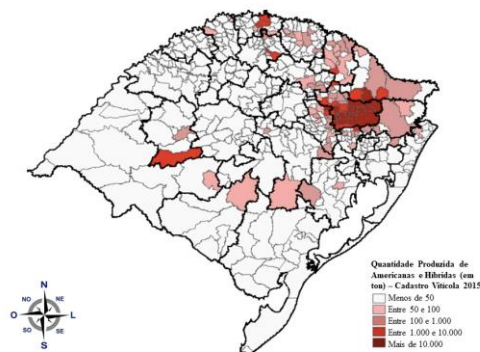 N
NO
NE
O
L
SO
SE
S
Quantidade Produzida de
Americanas e Híbridas (em
ton) – Cadastro Vitícola 2015
Menos de 50
Entre 50 e 100
Entre 100 e 1.000
Entre 1.000 e 10.000
Mais de 10.000